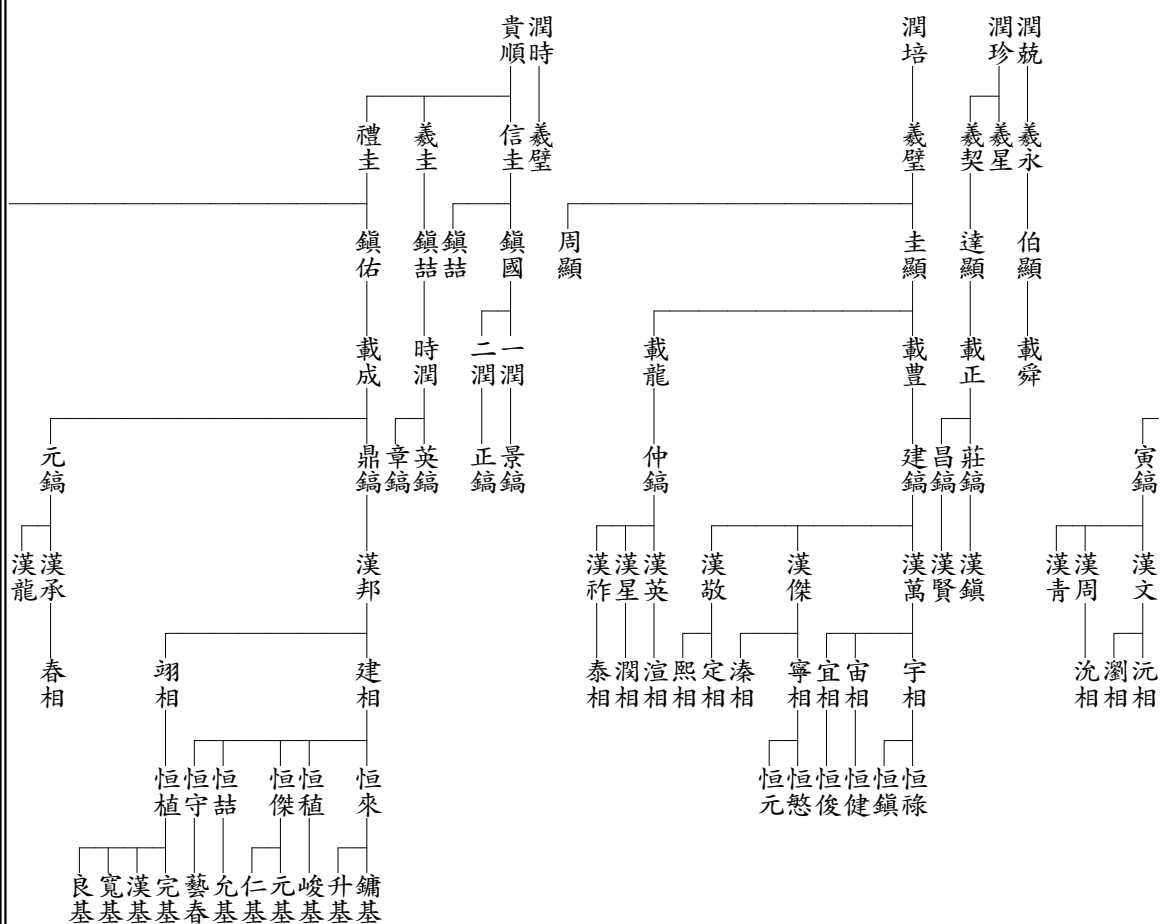 潤兢
潤珍
潤培
潤時
貴順
羲永
羲星
羲契
羲璧
羲璧
信圭
羲圭
禮圭
伯顯
達顯
圭顯
周顯
鎭國
鎭喆
鎭喆
鎭佑
載舜
載正
載豊
載龍
一潤
二潤
時潤
載成
寅鎬
莊鎬
昌鎬
建鎬
仲鎬
景鎬
正鎬
英鎬
章鎬
鼎鎬
元鎬
漢文
漢周
漢青
漢鎭
漢賢
漢萬
漢傑
漢敬
漢英
漢星
漢祚
漢邦
漢承
漢龍
沅相
瀏相
沇相
宇相
宙相
宜相
寧相
溱相
定相
熙相
渲相
潤相
泰相
建相
翊相
春相
恒祿
恒鎭
恒健
恒俊
恒慜
恒元
恒來
恒稙
恒傑
恒喆
恒守
恒植
鏞基
升基
峻基
元基
仁基
允基
藝春
完基
漢基
寬基
良基